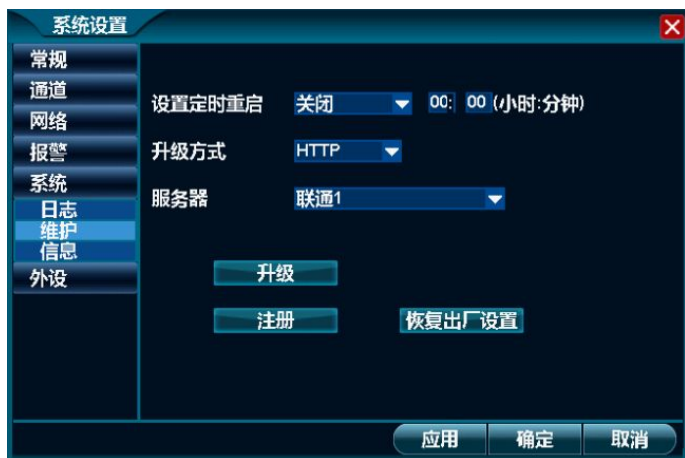 系统设置
常规
通道
网络
报警
系统
日志
维护
信息
外设
设置定时重启 关闭 00: 00 (小时:分钟)
升级方式 HTTP
服务器 联通1
升级
注册 恢复出厂设置
应用 确定 取消